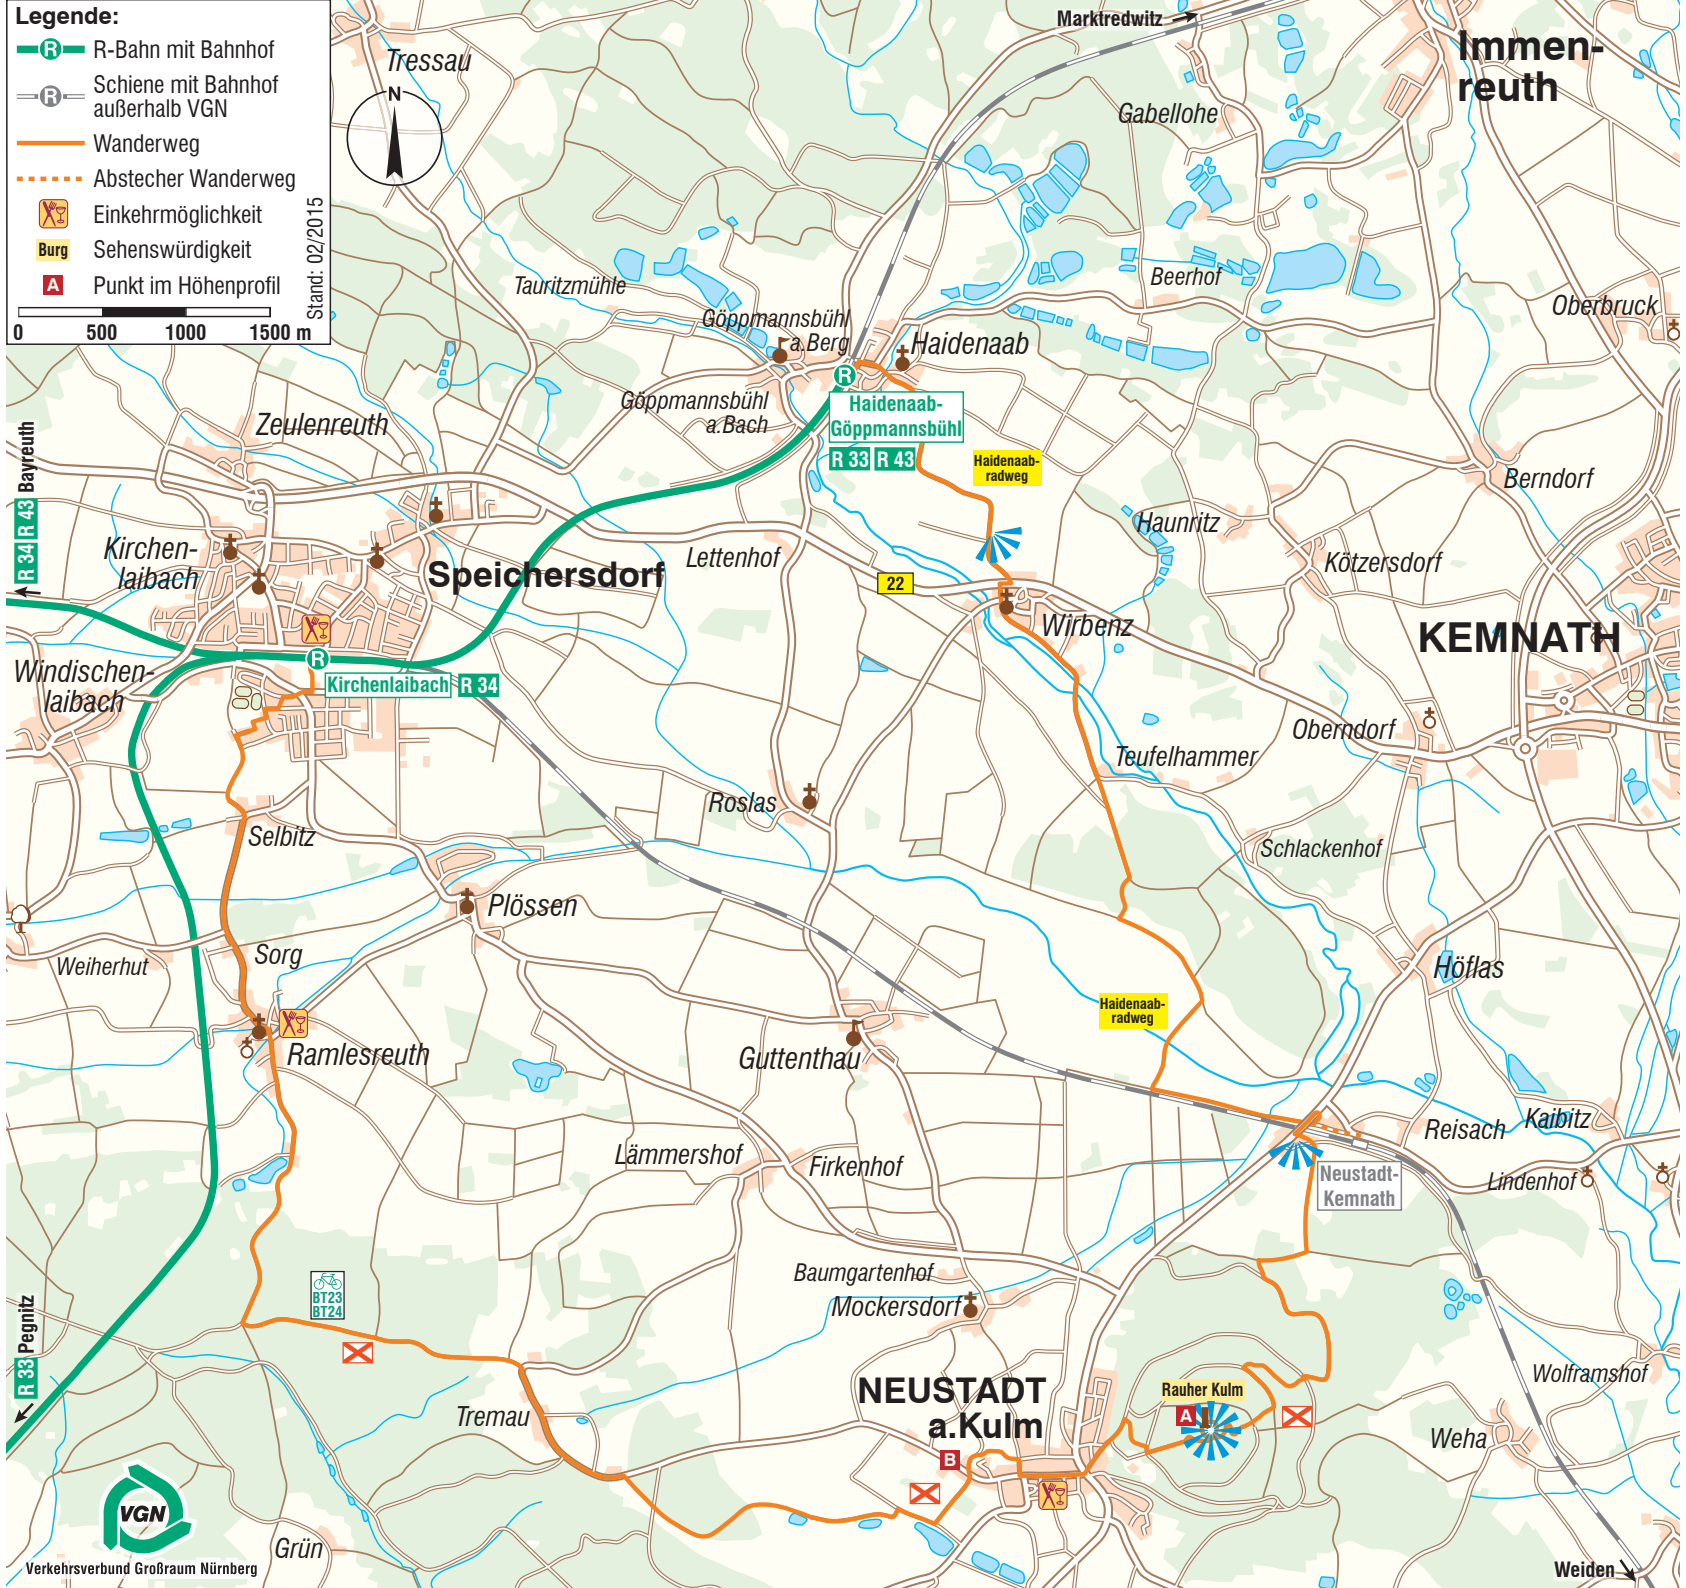 Legende:
R R-Bahn mit Bahnhof
R Schiene mit Bahnhof
außerhalb VGN
Wanderweg
Abstecher Wanderweg
Einkehrmöglichkeit
Burg Sehenswürdigkeit
A Punkt im Höhenprofil
0 500 1000 1500 m
Stand: 02/2015
N
Tressau
Marktredwitz
Immen-
reuth
Gabellohe
Tauritzmühle
Beerhof
Oberbruck
Göppmannsbühl
a.Berg
Haidenaab
R
Göppmannsbühl
a.Bach
Haidenaab-
Göppmannsbühl
R 33 R 43
Haidenaab-
radweg
Zeulenreuth
Berndorf
R 34 R 43 Bayreuth
Haunritz
Kirchen-
laibach
Speichersdorf
Lettenhof
22
Kötzersdorf
Wirbenz
KEMNATH
Windischen-
laibach
R
Kirchenlaibach R 34
Oberndorf
Teufelhammer
Roslas
Selbitz
Schlackenhof
Plössen
Sorg
Weiherhut
Höflas
Haidenaab-
radweg
Ramlesreuth
Guttenthau
Reisach
Kaibitz
Lämmershof
Firkenhof
Neustadt-
Kemnath
Lindenhof
Baumgartenhof
Mockersdorf
BT23
BT24
R 33 Pegnitz
Wolframshof
NEUSTADT
a.Kulm
Rauher Kulm
A
Tremau
Weha
B
VGN
Grün
Verkehrsverbund Großraum Nürnberg
Weiden